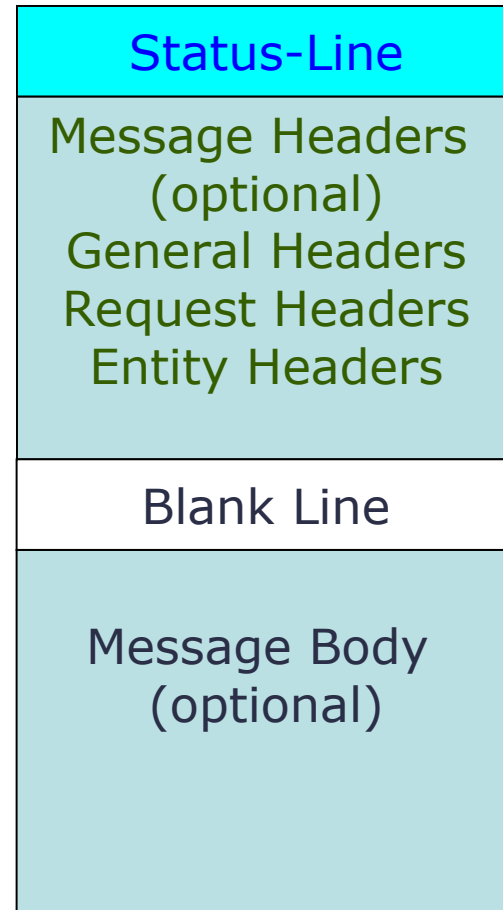 Status-Line
Message Headers
(optional)
General Headers
Request Headers
Entity Headers
Blank Line
Message Body
(optional)